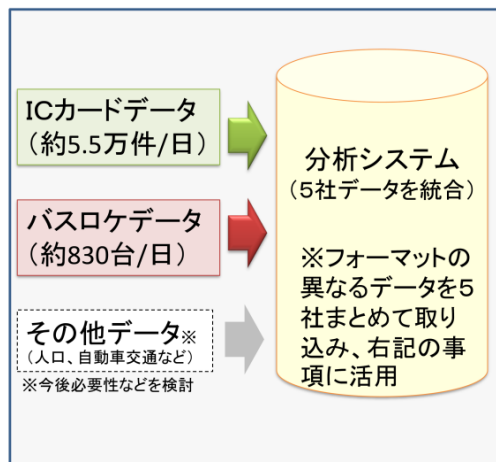 ICカードデータ
（約5.5万件/日）
バスロケデータ
（約830台/日）
その他データ※
（人口、自動車交通など）
※今後必要性などを検討
分析システム
（5社データを統合）
※フォーマットの
異なるデータを5
社まとめて取り
込み、右記の事
項に活用